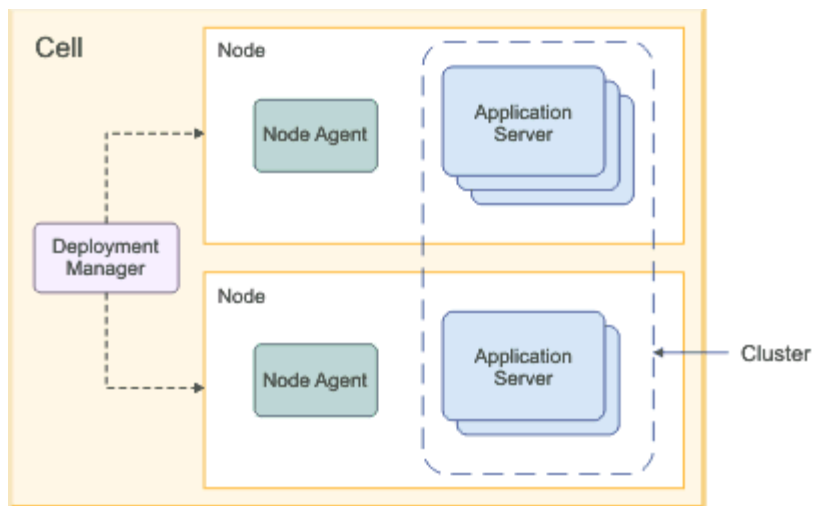 Cell
Node
Node Agent
Application
Server
Deployment
Manager
Node
Node Agent
Application
Server
Cluster